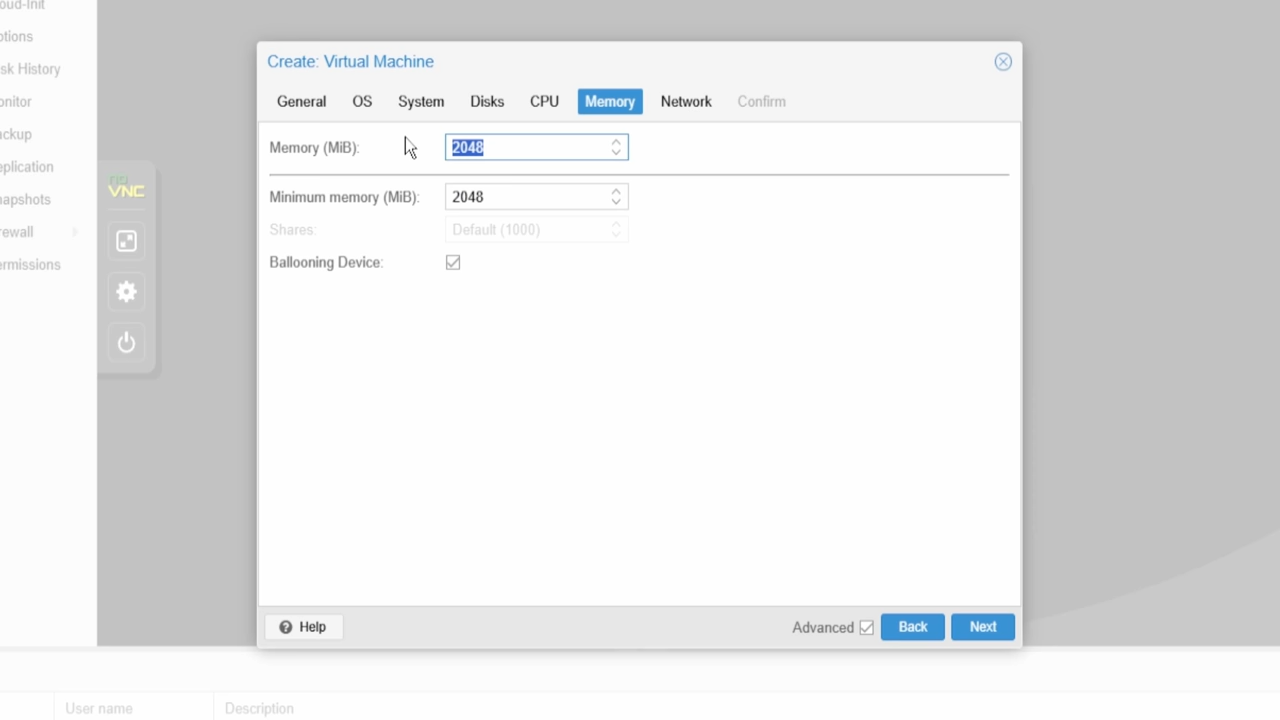 Create: Virtual Machine
General OS System Disks CPU Memory Network Confirm
Memory (MiB): 2048
Minimum memory (MiB): 2048
Shares: Default (1000)
Ballooning Device:
Help Advanced Back Next
oud-Init
ptions
sk History
onitor
ackup
eplication
napshots
rewall
ermissions
no
VNC
User name Description